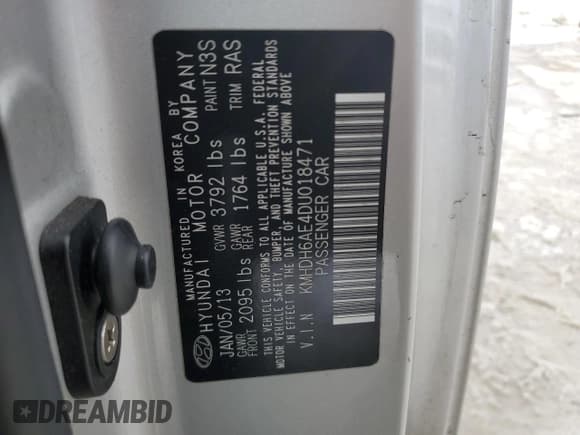 MANUFACTURED IN KOREA BY
HYUNDAI MOTOR COMPANY
JAN/05/13 GVWR 3792 lbs PAINT N3S
GAWR FRONT 2095 lbs GAWR REAR 1764 lbs TRIM RAS
THIS VEHICLE CONFORMS TO ALL APPLICABLE U.S.A. FEDERAL
MOTOR VEHICLE SAFETY, BUMPER, AND THEFT PREVENTION STANDARDS
IN EFFECT ON THE DATE OF MANUFACTURE SHOWN ABOVE
V.I.N KMHDH6AE4DU018471
PASSENGER CAR
DREAMBID